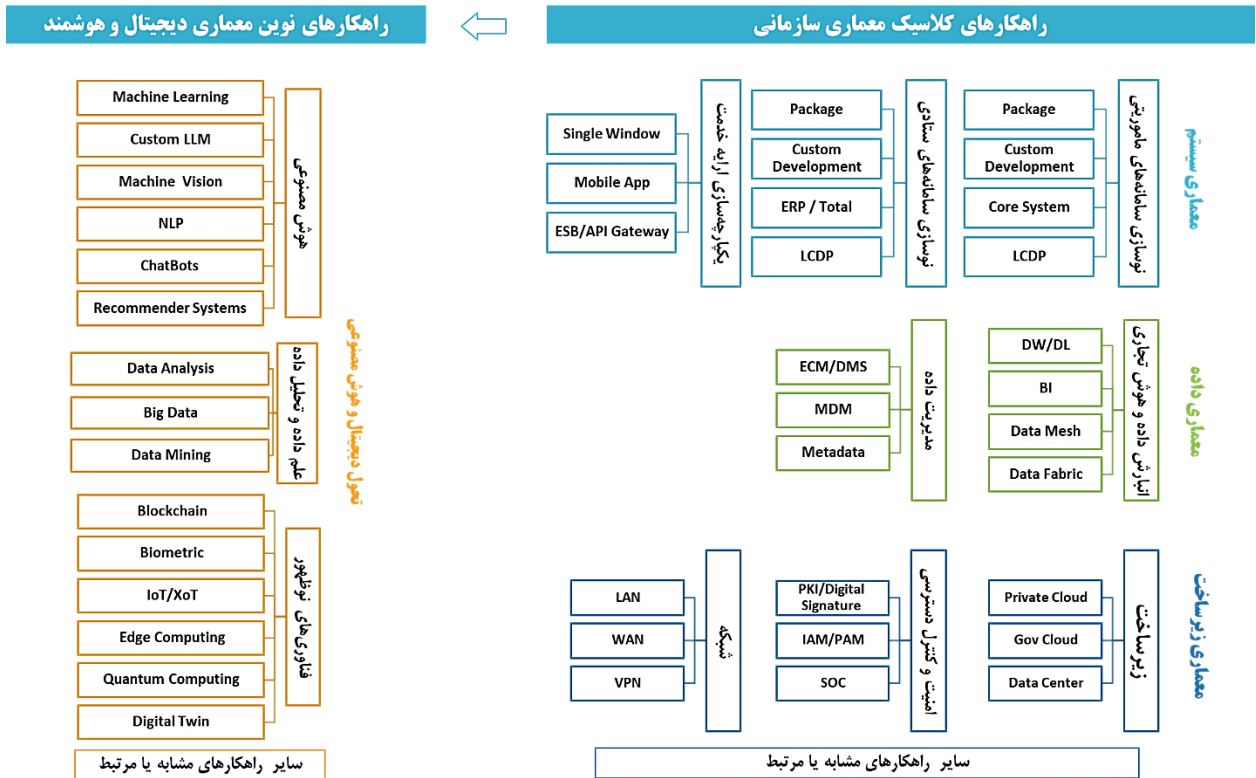 راهکارهای کلاسیک معماری سازمانی
راهکارهای نوین معماری دیجیتال و هوشمند
معماری سیستم
نوسازی سامانه‌های ماموریتی
Package
Custom
Development
Core System
LCDP
نوسازی سامانه‌های ستادی
Package
Custom
Development
ERP / Total
LCDP
یکپارچه‌سازی ارایه خدمت
Single Window
Mobile App
ESB/API Gateway
معماری داده
انبارش داده و هوش تجاری
DW/DL
BI
Data Mesh
Data Fabric
مدیریت داده
ECM/DMS
MDM
Metadata
معماری زیرساخت
زیرساخت
Private Cloud
Gov Cloud
Data Center
امنیت و کنترل دسترسی
PKI/Digital
Signature
IAM/PAM
SOC
شبکه
LAN
WAN
VPN
سایر راهکارهای مشابه یا مرتبط
تحول دیجیتال و هوش مصنوعی
هوش مصنوعی
Machine Learning
Custom LLM
Machine Vision
NLP
ChatBots
Recommender Systems
علم داده و تحلیل داده
Data Analysis
Big Data
Data Mining
فناوری‌های نوظهور
Blockchain
Biometric
IoT/XoT
Edge Computing
Quantum Computing
Digital Twin
سایر راهکارهای مشابه یا مرتبط